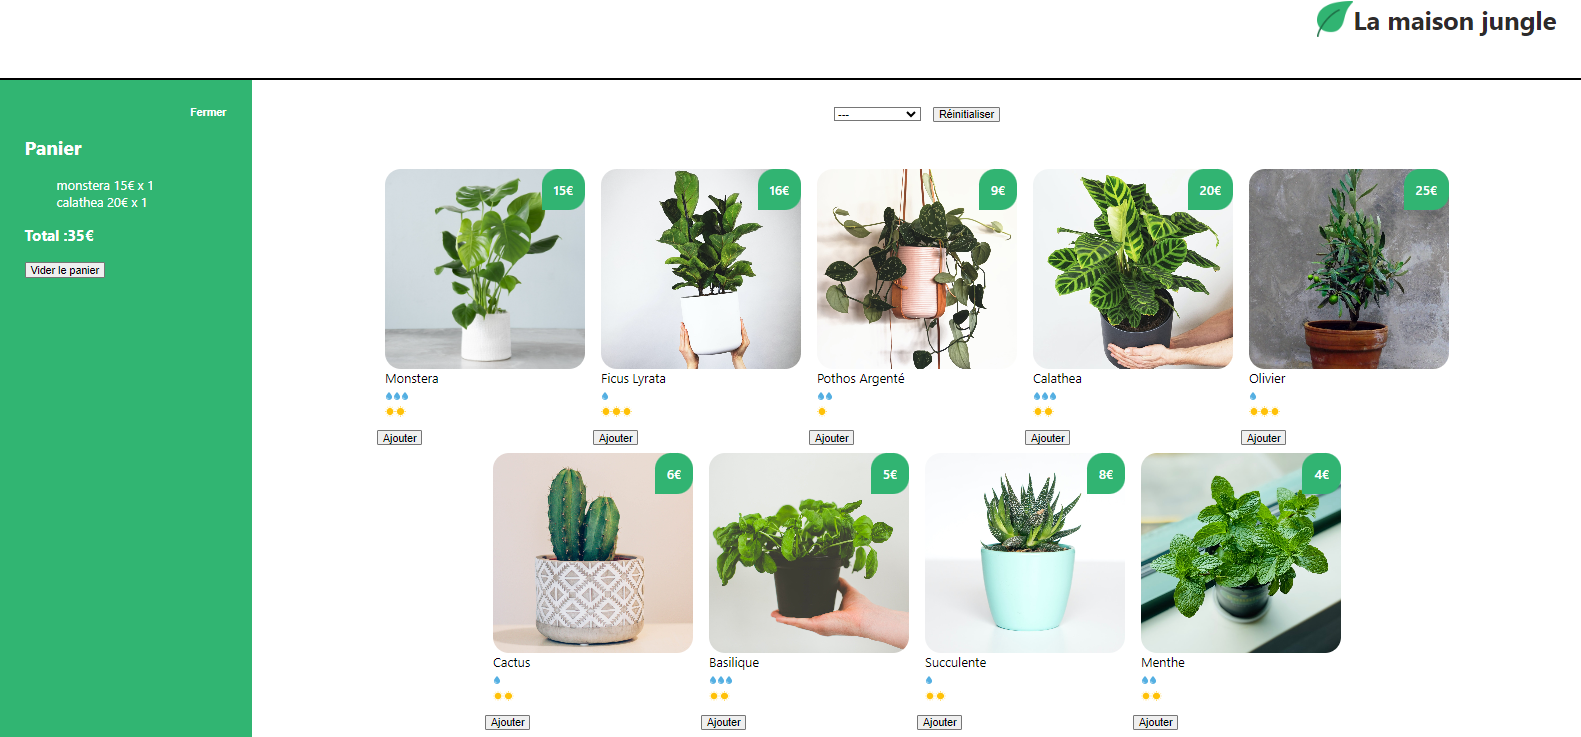 La maison jungle
Fermer
Panier
monstera 15€ x 1
calathea 20€ x 1
Total :35€
Vider le panier
---
Réinitialiser
15€
16€
9€
20€
25€
Monstera
Ficus Lyrata
Pothos Argenté
Calathea
Olivier
Ajouter
Ajouter
Ajouter
Ajouter
Ajouter
6€
5€
8€
4€
Cactus
Basilique
Succulente
Menthe
Ajouter
Ajouter
Ajouter
Ajouter